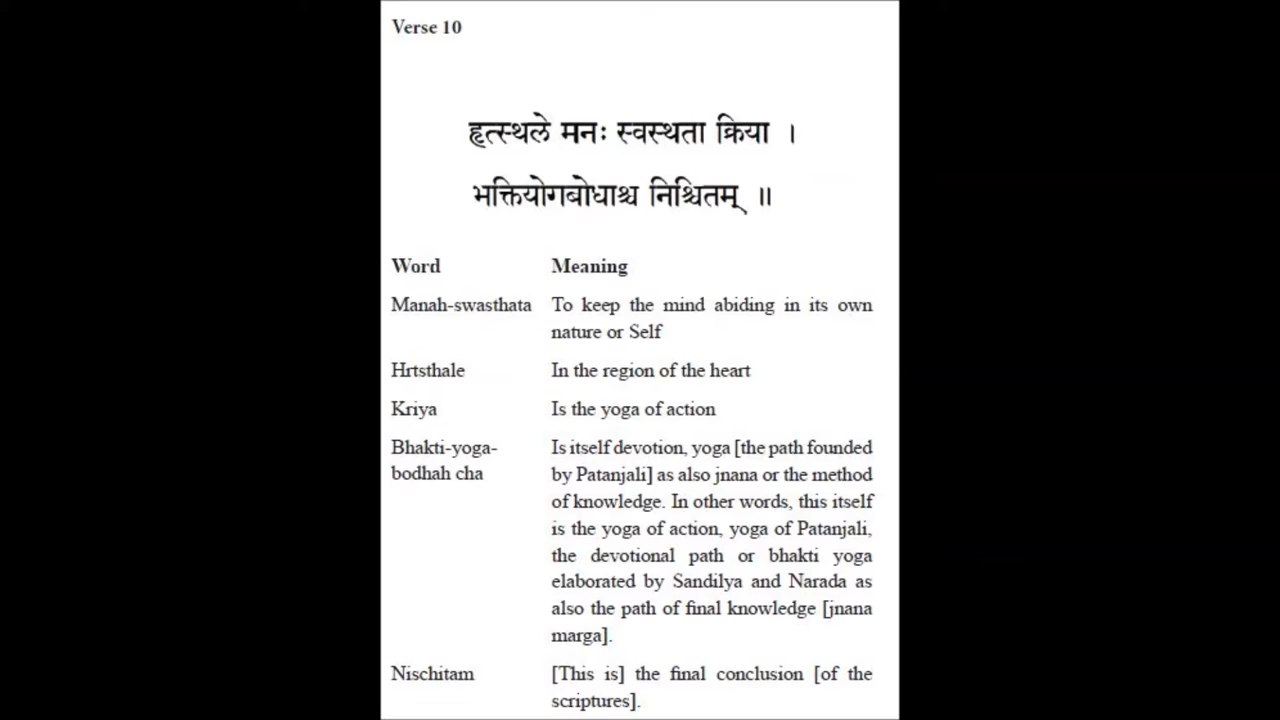 Verse 10
हृत्स्थले मनः स्वस्थता क्रिया ।
भक्तियोगबोधाश्च निश्चितम् ॥
Word Meaning
Manah-swasthata To keep the mind abiding in its own
nature or Self
Hrtsthale In the region of the heart
Kriya Is the yoga of action
Bhakti-yoga- Is itself devotion, yoga [the path founded
bodhah cha by Patanjali] as also jnana or the method
of knowledge. In other words, this itself
is the yoga of action, yoga of Patanjali,
the devotional path or bhakti yoga
elaborated by Sandilya and Narada as
also the path of final knowledge [jnana
marga].
Nischitam [This is] the final conclusion [of the
scriptures].